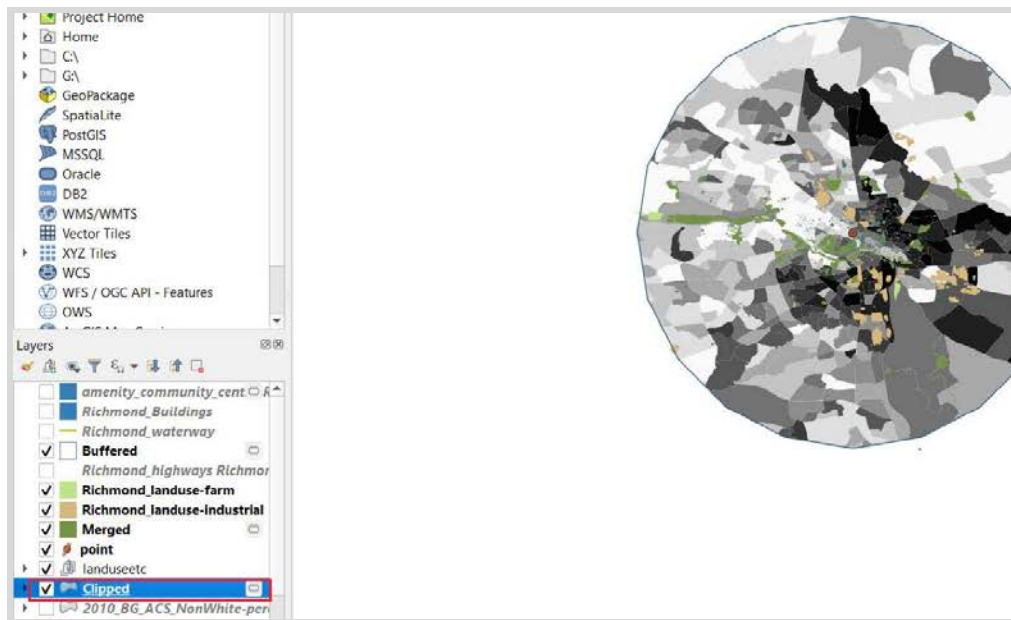 Project Home
Home
C:\
G:\
GeoPackage
SpatiaLite
PostGIS
MSSQL
Oracle
DB2
WMS/WMTS
Vector Tiles
XYZ Tiles
WCS
WFS / OGC API - Features
OWS
Layers
amenity_community_cent
Richmond_Buildings
Richmond_waterway
Buffered
Richmond_highways Richmor
Richmond_landuse-farm
Richmond_landuse-industrial
Merged
point
landuseetc
Clipped
2010_BG_ACS_NonWhite-per